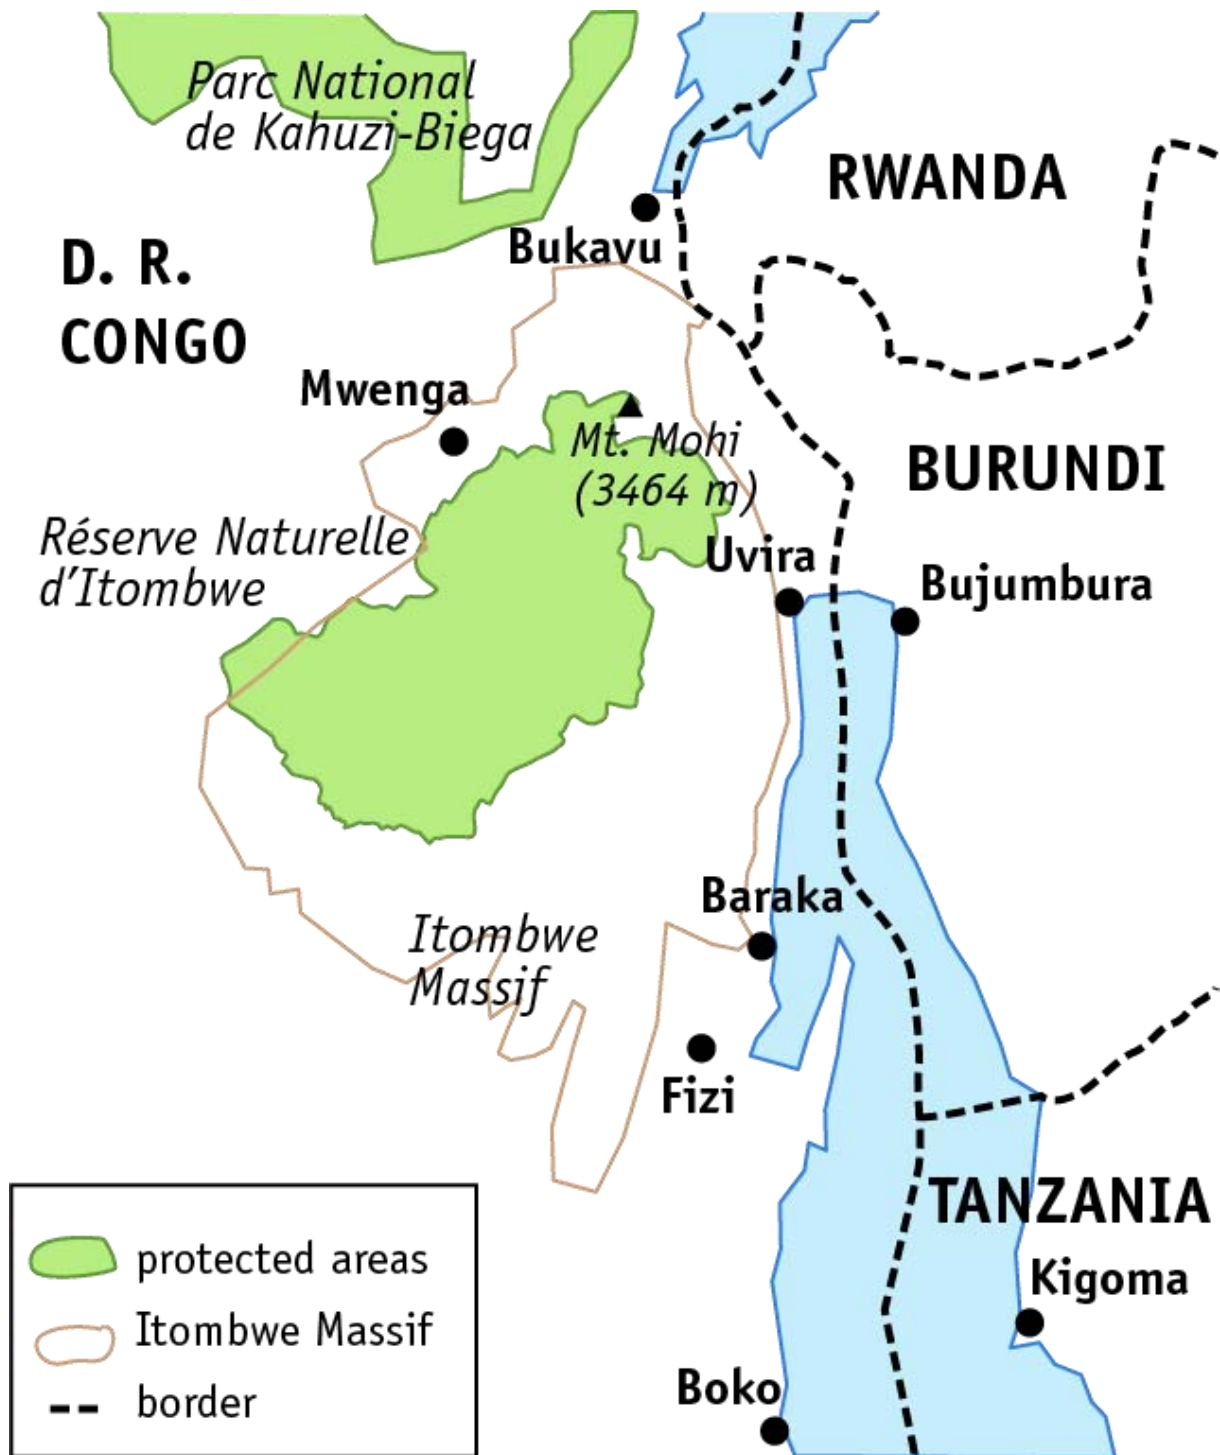 Parc National
de Kahuzi-Biega
RWANDA
Bukavu
D. R.
CONGO
Mwenga
Mt. Mohi
(3464 m)
BURUNDI
Réserve Naturelle
d'Itombwe
Uvira
Bujumbura
Baraka
Itombwe
Massif
Fizi
TANZANIA
Kigoma
Boko
protected areas
Itombwe Massif
border